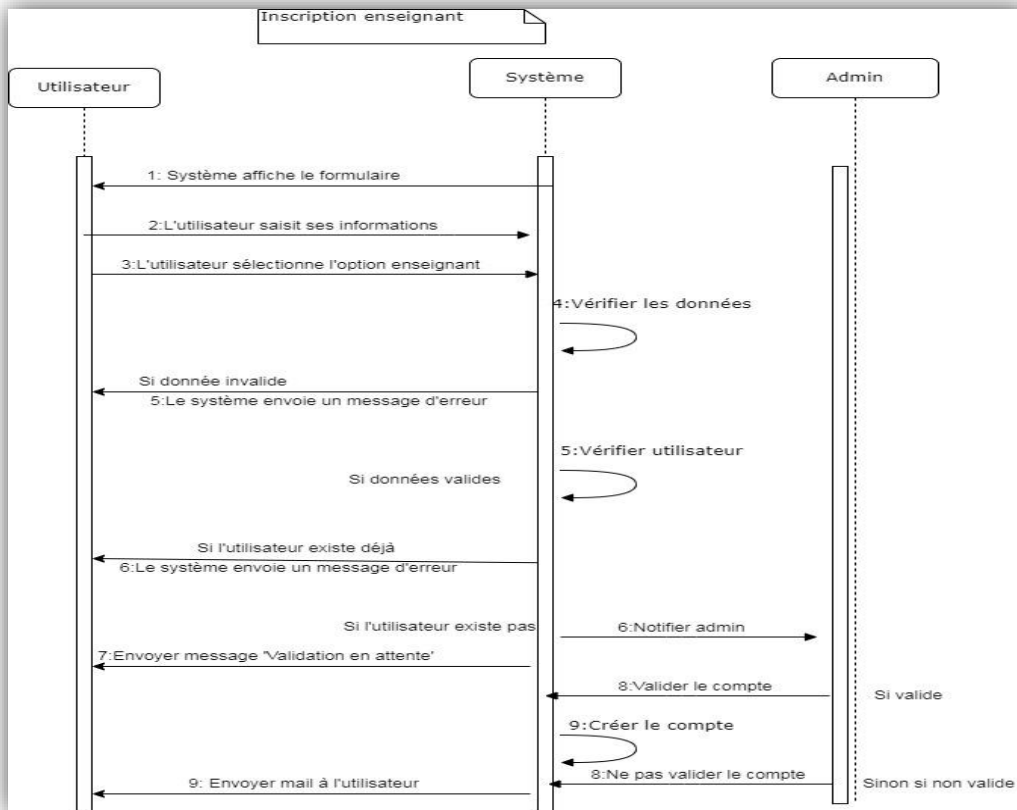 Inscription enseignant
Utilisateur
Système
Admin
1: Système affiche le formulaire
2:L'utilisateur saisit ses informations
3:L'utilisateur sélectionne l'option enseignant
4:Vérifier les données
Si donnée invalide
5:Le système envoie un message d'erreur
5:Vérifier utilisateur
Si données valides
Si l'utilisateur existe déjà
6:Le système envoie un message d'erreur
Si l'utilisateur existe pas
6:Notifier admin
7:Envoyer message 'Validation en attente'
8:Valider le compte
Si valide
9:Créer le compte
8:Ne pas valider le compte
Sinon si non valide
9: Envoyer mail à l'utilisateur